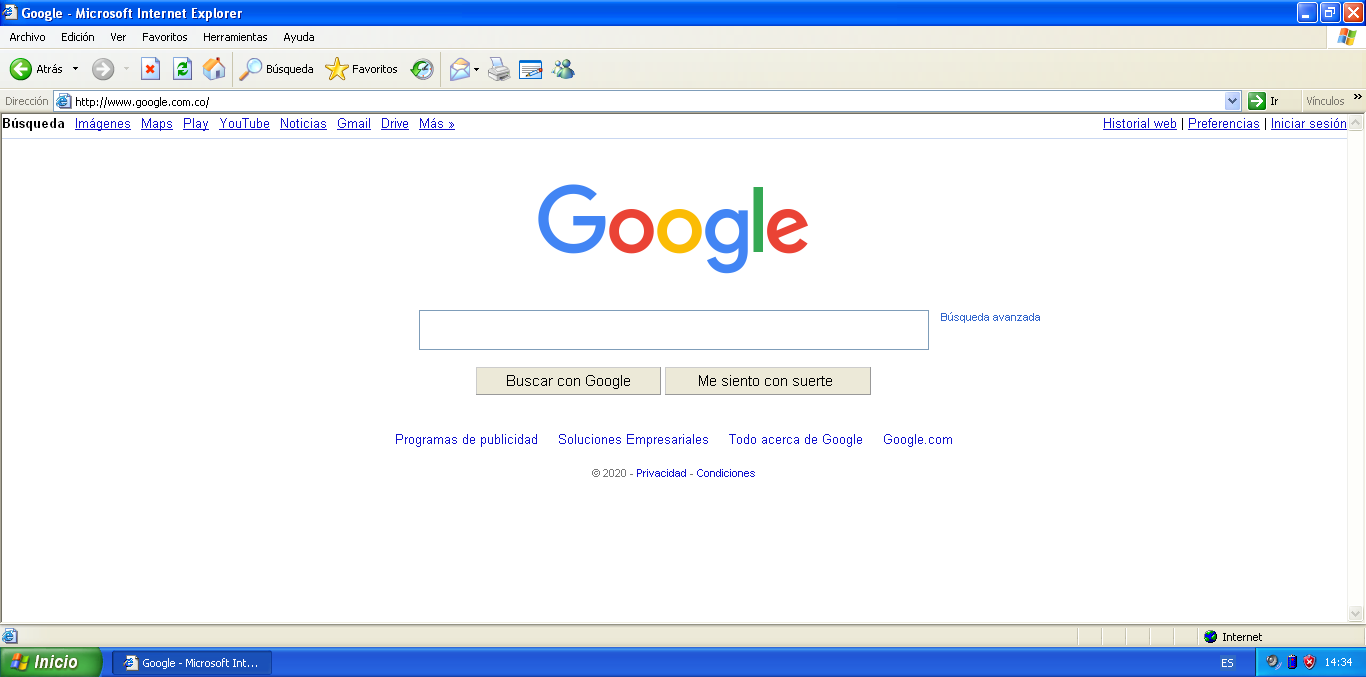 Google - Microsoft Internet Explorer
Archivo Edición Ver Favoritos Herramientas Ayuda
Atrás Búsqueda Favoritos
Dirección http://www.google.com.co/ Ir Vínculos »
Búsqueda Imágenes Maps Play YouTube Noticias Gmail Drive Más » Historial web | Preferencias | Iniciar sesión
Google
Búsqueda avanzada
Buscar con Google Me siento con suerte
Programas de publicidad Soluciones Empresariales Todo acerca de Google Google.com
© 2020 - Privacidad - Condiciones
Internet
Inicio Google - Microsoft Int... ES 14:34